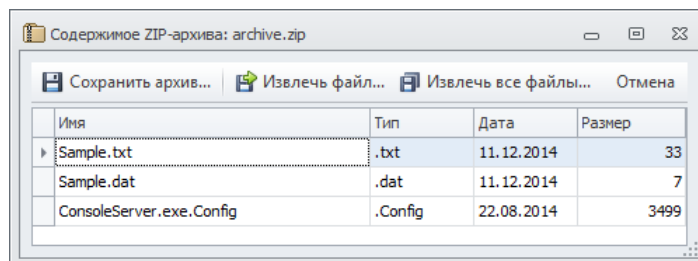 Содержимое ZIP-архива: archive.zip
Сохранить архив... Извлечь файл... Извлечь все файлы... Отмена
Имя Тип Дата Размер
Sample.txt .txt 11.12.2014 33
Sample.dat .dat 11.12.2014 7
ConsoleServer.exe.Config .Config 22.08.2014 3499